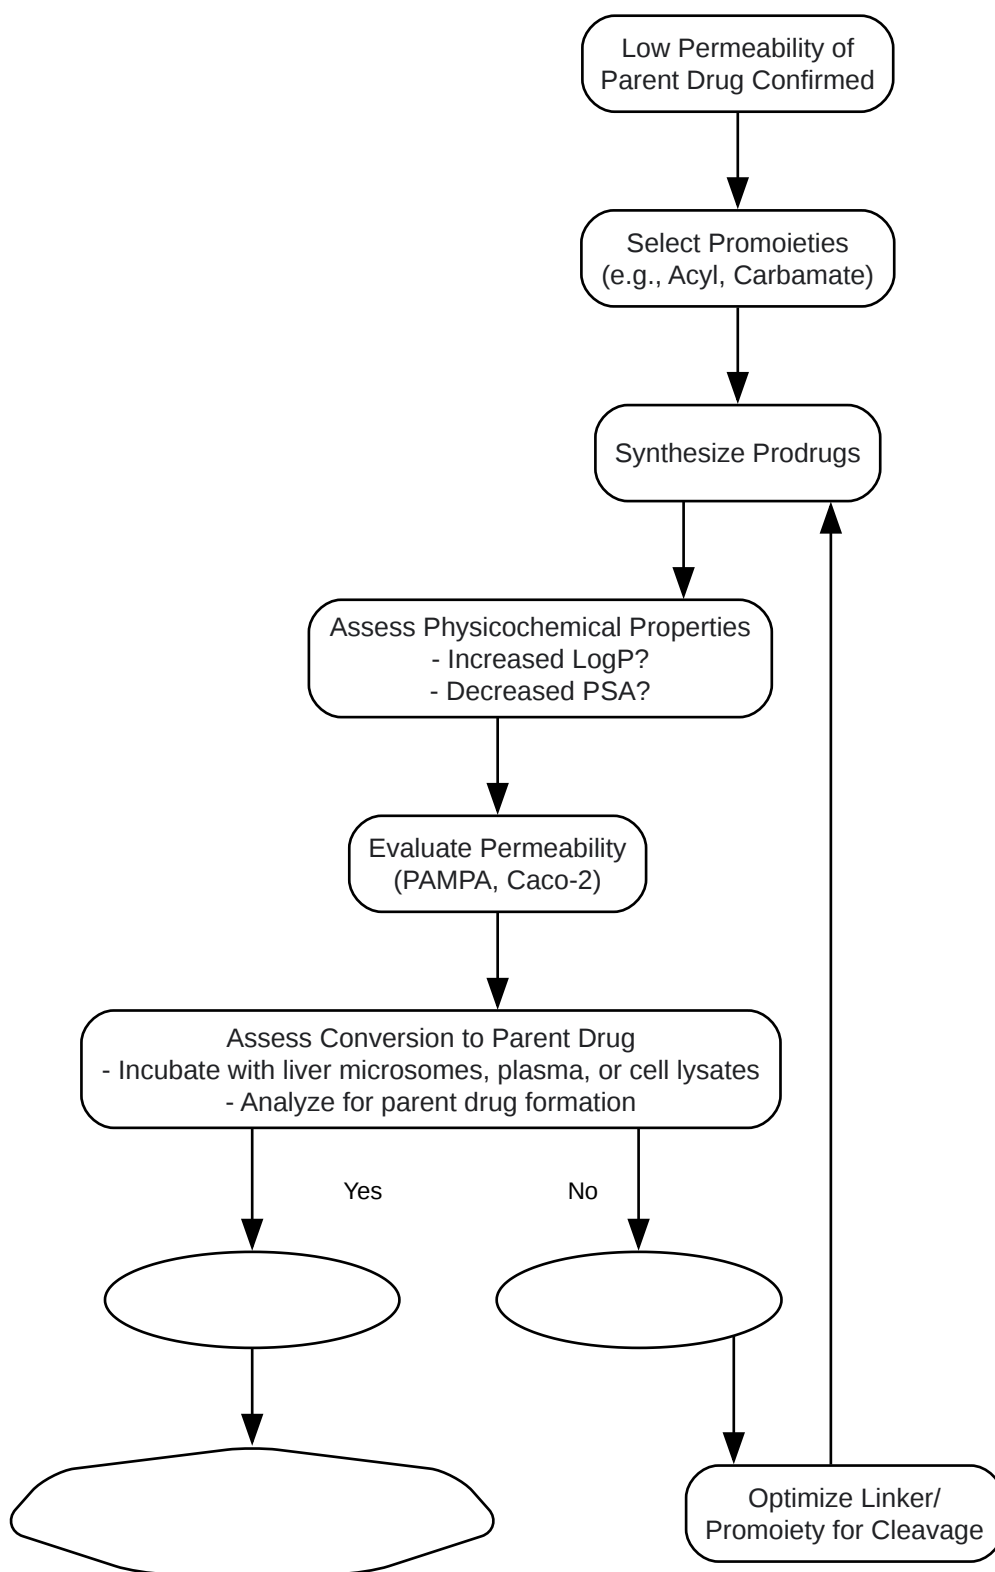 Low Permeability of
Parent Drug Confirmed
Select Promoieties
(e.g., Acyl, Carbamate)
Synthesize Prodrugs
Assess Physicochemical Properties
- Increased LogP?
- Decreased PSA?
Evaluate Permeability
(PAMPA, Caco-2)
Assess Conversion to Parent Drug
- Incubate with liver microsomes, plasma, or cell lysates
- Analyze for parent drug formation
Yes
No
Optimize Linker/
Promoiety for Cleavage